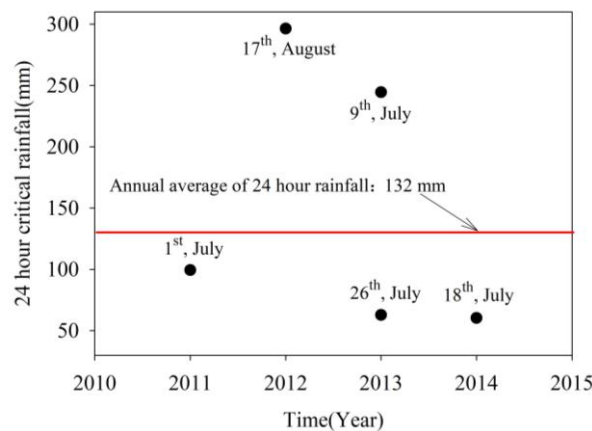 300
17th, August
250
9th, July
200
Annual average of 24 hour rainfall: 132 mm
150
1st, July
100
26th, July
18th, July
50
2010 2011 2012 2013 2014 2015
Time(Year)
24 hour critical rainfall(mm)